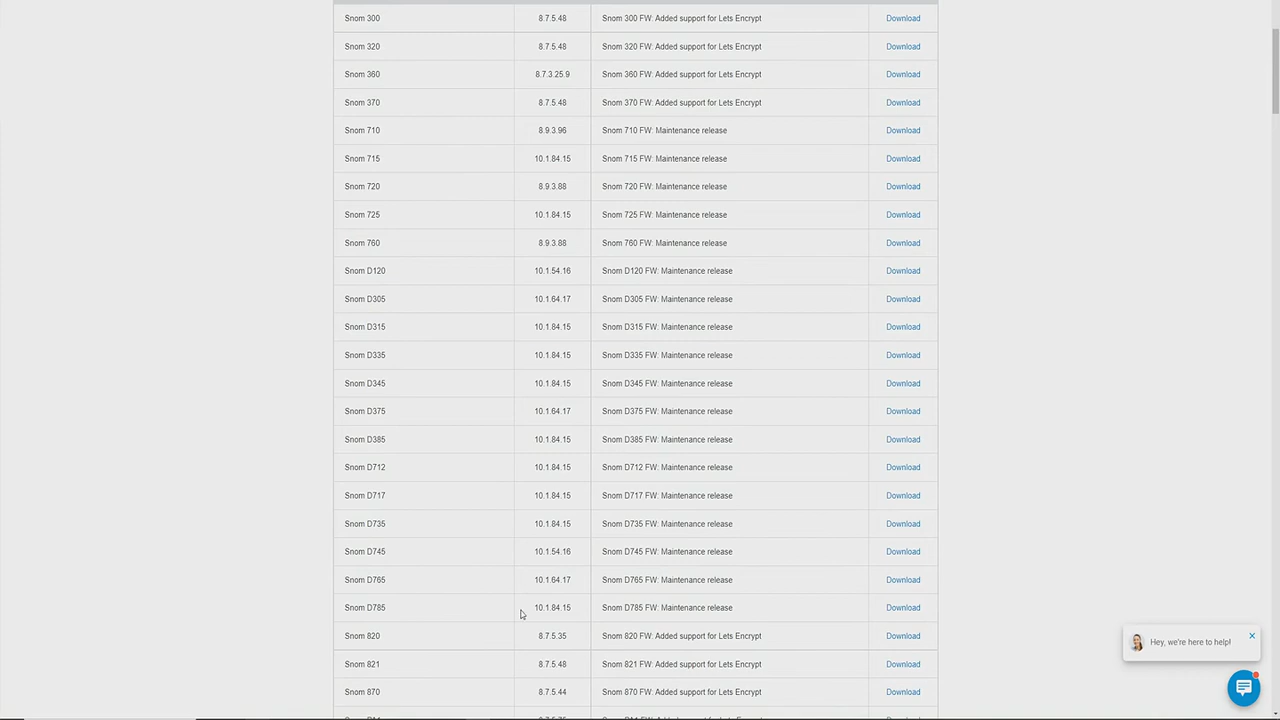 Snom 300 8.7.5.48 Snom 300 FW: Added support for Lets Encrypt Download
Snom 320 8.7.5.48 Snom 320 FW: Added support for Lets Encrypt Download
Snom 360 8.7.3.25.9 Snom 360 FW: Added support for Lets Encrypt Download
Snom 370 8.7.5.48 Snom 370 FW: Added support for Lets Encrypt Download
Snom 710 8.9.3.96 Snom 710 FW: Maintenance release Download
Snom 715 10.1.84.15 Snom 715 FW: Maintenance release Download
Snom 720 8.9.3.88 Snom 720 FW: Maintenance release Download
Snom 725 10.1.84.15 Snom 725 FW: Maintenance release Download
Snom 760 8.9.3.88 Snom 760 FW: Maintenance release Download
Snom D120 10.1.54.16 Snom D120 FW: Maintenance release Download
Snom D305 10.1.64.17 Snom D305 FW: Maintenance release Download
Snom D315 10.1.84.15 Snom D315 FW: Maintenance release Download
Snom D335 10.1.84.15 Snom D335 FW: Maintenance release Download
Snom D345 10.1.84.15 Snom D345 FW: Maintenance release Download
Snom D375 10.1.64.17 Snom D375 FW: Maintenance release Download
Snom D385 10.1.84.15 Snom D385 FW: Maintenance release Download
Snom D712 10.1.84.15 Snom D712 FW: Maintenance release Download
Snom D717 10.1.84.15 Snom D717 FW: Maintenance release Download
Snom D735 10.1.84.15 Snom D735 FW: Maintenance release Download
Snom D745 10.1.54.16 Snom D745 FW: Maintenance release Download
Snom D765 10.1.64.17 Snom D765 FW: Maintenance release Download
Snom D785 10.1.84.15 Snom D785 FW: Maintenance release Download
Snom 820 8.7.5.35 Snom 820 FW: Added support for Lets Encrypt Download
Hey, we're here to help!
Snom 821 8.7.5.48 Snom 821 FW: Added support for Lets Encrypt Download
Snom 870 8.7.5.44 Snom 870 FW: Added support for Lets Encrypt Download